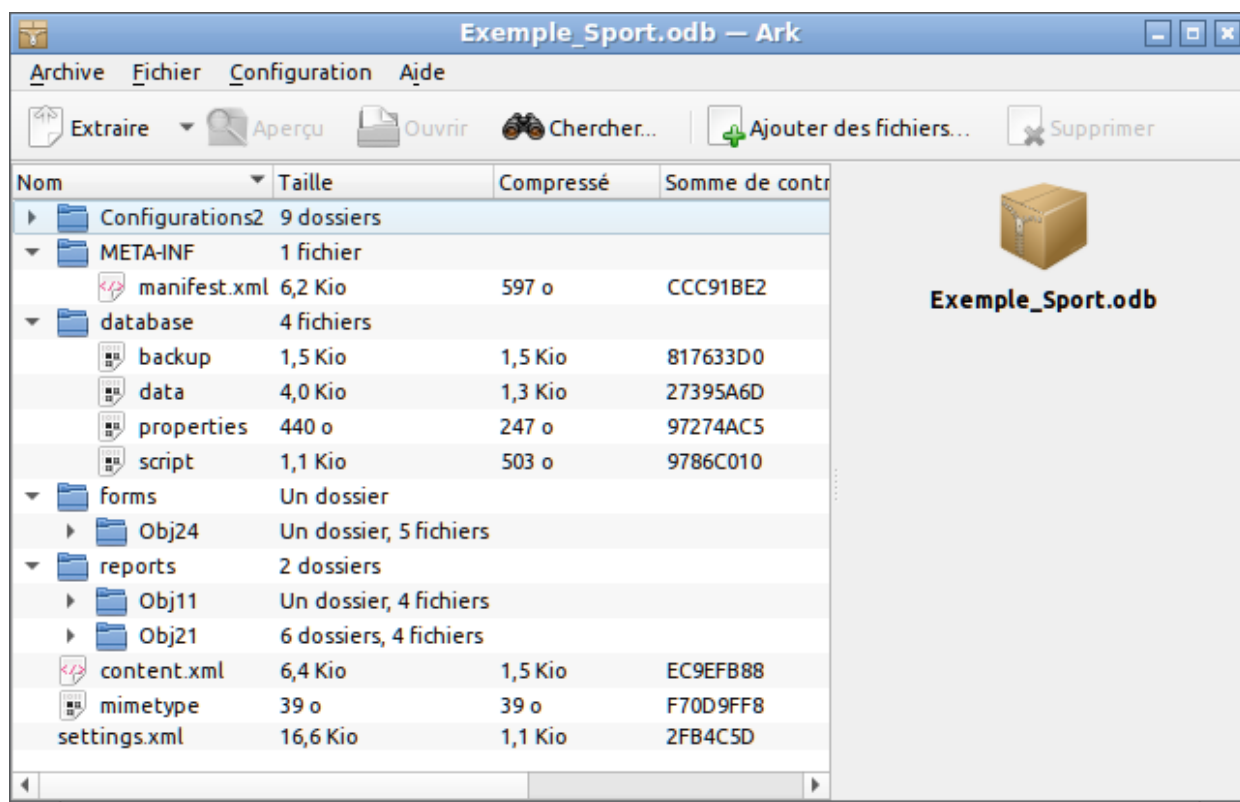 Exemple_Sport.odb — Ark
Archive Fichier Configuration Aide
Extraire Aperçu Ouvrir Chercher... Ajouter des fichiers... Supprimer
Nom Taille Compressé Somme de contr
Configurations2 9 dossiers
META-INF 1 fichier
manifest.xml 6,2 Kio 597 o CCC91BE2
Exemple_Sport.odb
database 4 fichiers
backup 1,5 Kio 1,5 Kio 817633D0
data 4,0 Kio 1,3 Kio 27395A6D
properties 440 o 247 o 97274AC5
script 1,1 Kio 503 o 9786C010
forms Un dossier
Obj24 Un dossier, 5 fichiers
reports 2 dossiers
Obj11 Un dossier, 4 fichiers
Obj21 6 dossiers, 4 fichiers
content.xml 6,4 Kio 1,5 Kio EC9EFB88
mimetype 39 o 39 o F70D9FF8
settings.xml 16,6 Kio 1,1 Kio 2FB4C5D